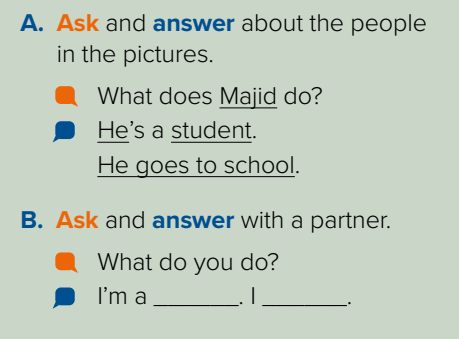 A. Ask and answer about the people
in the pictures.
What does Majid do?
He's a student.
He goes to school.
B. Ask and answer with a partner.
What do you do?
I'm a _______. I _______.